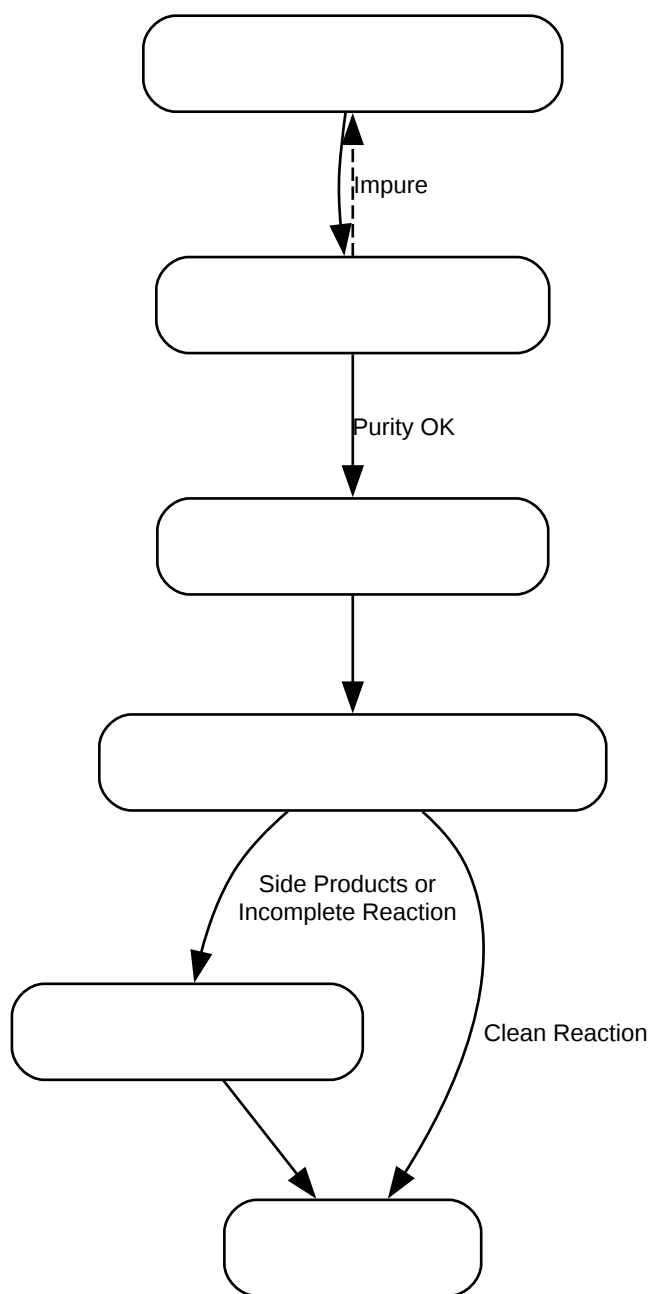 Impure
Purity OK
Side Products or
Incomplete Reaction
Clean Reaction